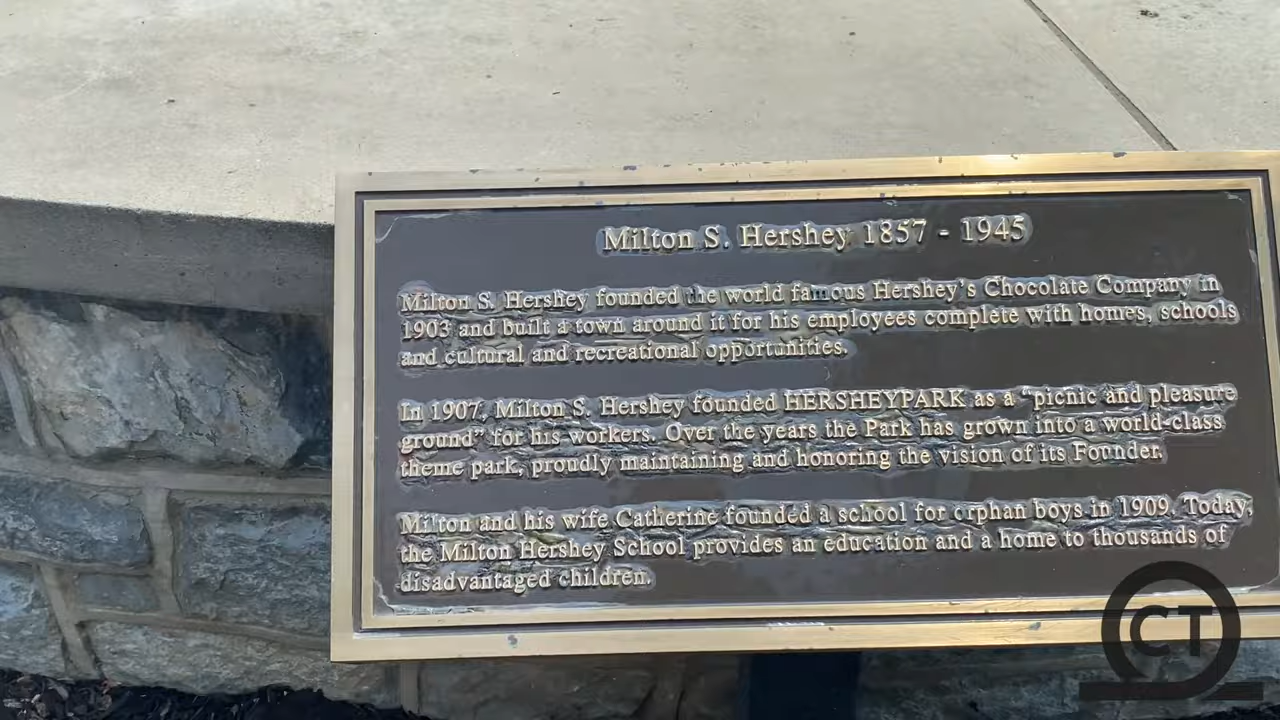 Milton S. Hershey 1857 - 1945
Milton S. Hershey founded the world famous Hershey's Chocolate Company in
1903 and built a town around it for his employees complete with homes, schools
and cultural and recreational opportunities.
In 1907, Milton S. Hershey founded HERSHEYPARK as a "picnic and pleasure
ground" for his workers. Over the years the Park has grown into a world-class
theme park, proudly maintaining and honoring the vision of its Founder.
Milton and his wife Catherine founded a school for orphan boys in 1909. Today,
the Milton Hershey School provides an education and a home to thousands of
disadvantaged children.
CT